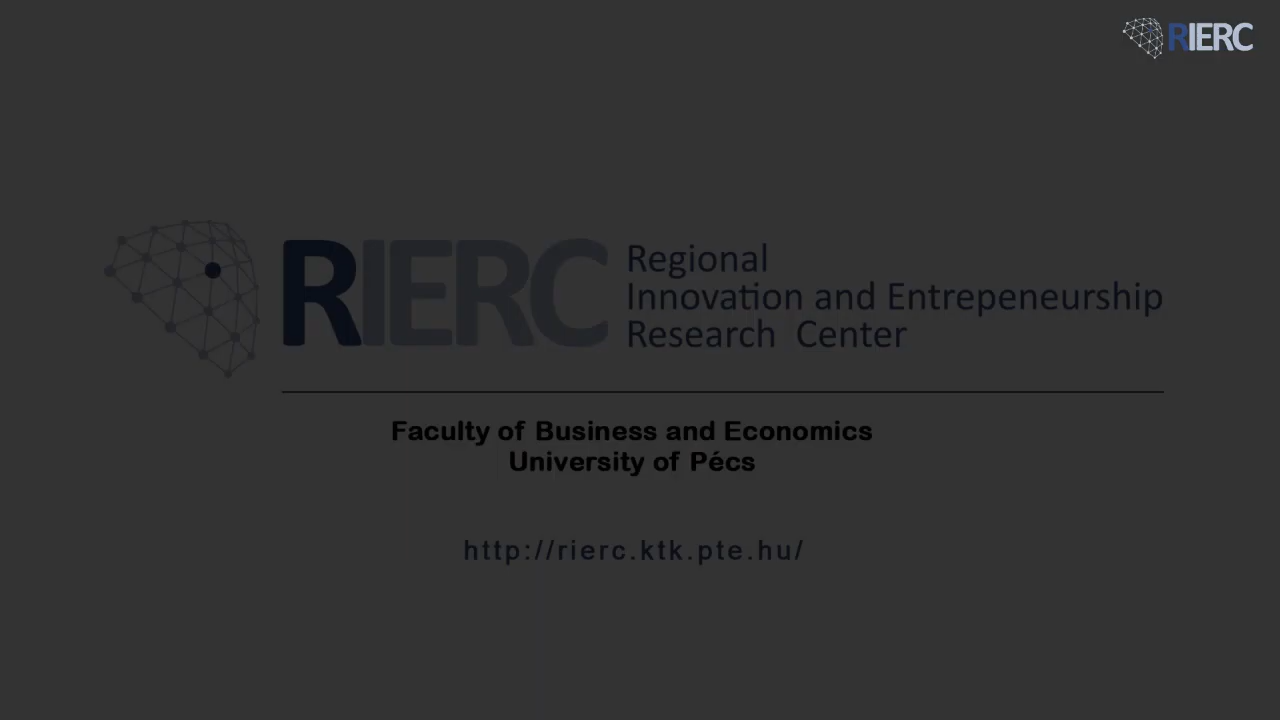 RIERC
RIERC
Regional
Innovation and Entrepeneurship
Research Center
Faculty of Business and Economics
University of Pécs
http://rierc.ktk.pte.hu/